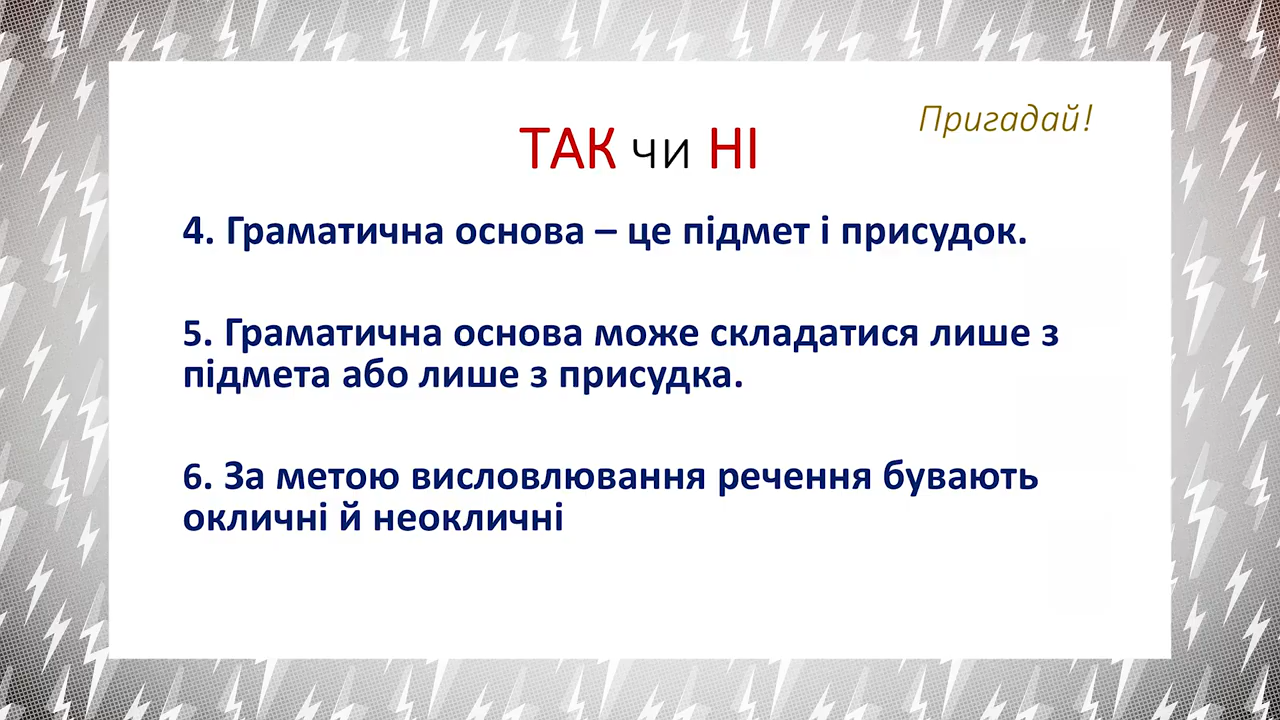 Пригадай!
ТАК чи НІ
4. Граматична основа – це підмет і присудок.
5. Граматична основа може складатися лише з
підмета або лише з присудка.
6. За метою висловлювання речення бувають
окличні й неокличні